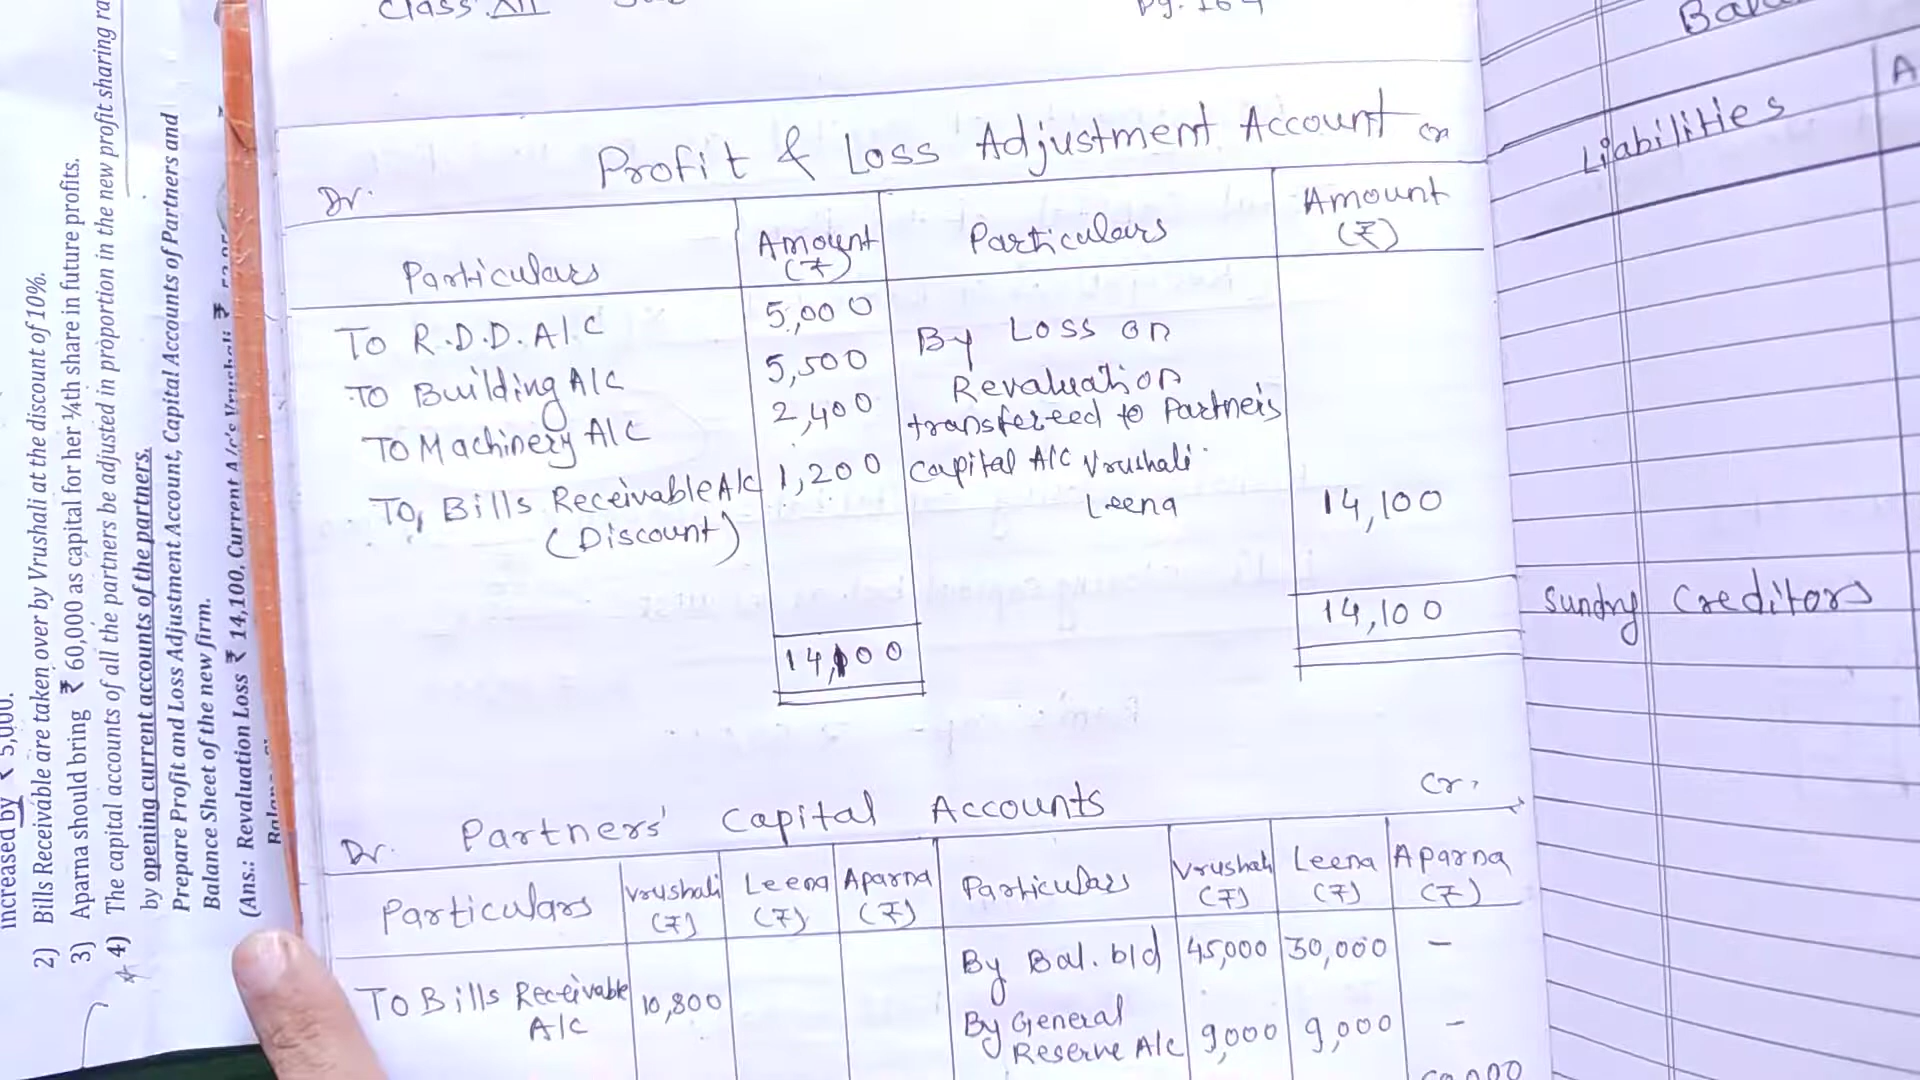 increased by ₹ 5,000.
2) Bills Receivable are taken over by Vrushali at the discount of 10%.
3) Aparna should bring ₹ 60,000 as capital for her ¼th share in future profits.
4) The capital accounts of all the partners be adjusted in proportion in the new profit sharing
by opening current accounts of the partners.
Prepare Profit and Loss Adjustment Account, Capital Accounts of Partners and
Balance Sheet of the new firm.
(Ans.: Revaluation Loss ₹ 14,100, Current A/c's Vrushali: ₹
Class XII
pg. 164
Profit & Loss Adjustment Account
Dr. Cr
Particulars Amount (₹) Particulars Amount (₹)
To R.D.D. A/C 5,000 By Loss on
To Building A/C 5,500 Revaluation
To Machinery A/C 2,400 transfereed to Partners
To, Bills Receivable A/c 1,200 capital A/C Vrushali
(Discount) Leena 14,100
14,100 14,100
Partners' Capital Accounts
Dr. Cr.
Particulars Vrushali (₹) Leena (₹) Aparna (₹) Particulars Vrushali (₹) Leena (₹) Aparna (₹)
By Bal. b/d 45,000 30,000 –
To Bills Receivable A/C 10,800
By General Reserve A/c 9,000 9,000 –
Liabilities
Sundry Creditors